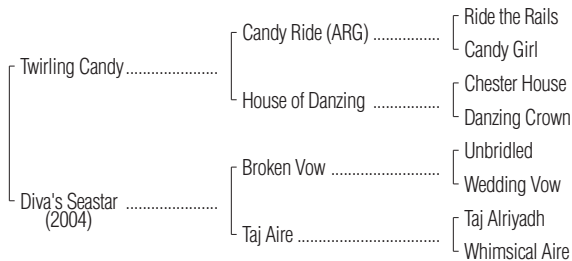 Ride the Rails
Candy Ride (ARG) ................
Candy Girl
Twirling Candy......................
Chester House
House of Danzing ................
Danzing Crown
Unbridled
Broken Vow ..........................
Wedding Vow
Diva's Seastar ......................
(2004)
Taj Alriyadh
Taj Aire ..................................
Whimsical Aire